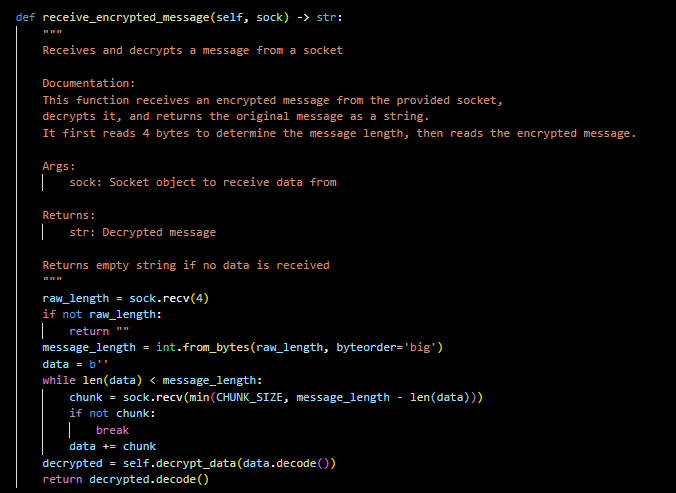 def receive_encrypted_message(self, sock) -> str:
    """
    Receives and decrypts a message from a socket

    Documentation:
    This function receives an encrypted message from the provided socket,
    decrypts it, and returns the original message as a string.
    It first reads 4 bytes to determine the message length, then reads the encrypted message.

    Args:
        sock: Socket object to receive data from

    Returns:
        str: Decrypted message

    Returns empty string if no data is received
    """
    raw_length = sock.recv(4)
    if not raw_length:
        return ""
    message_length = int.from_bytes(raw_length, byteorder='big')
    data = b''
    while len(data) < message_length:
        chunk = sock.recv(min(CHUNK_SIZE, message_length - len(data)))
        if not chunk:
            break
        data += chunk
    decrypted = self.decrypt_data(data.decode())
    return decrypted.decode()